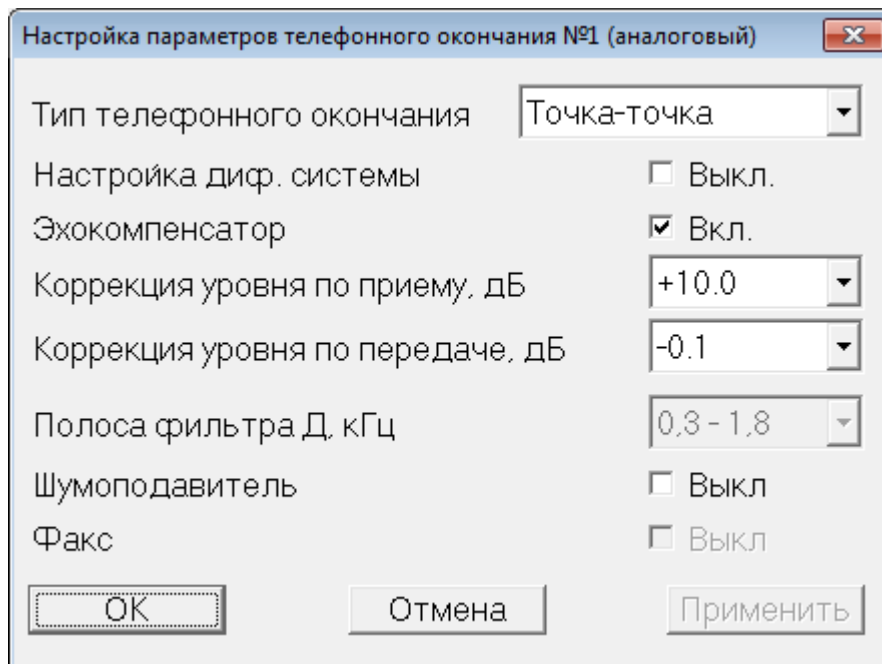 Настройка параметров телефонного окончания №1 (аналоговый)
Тип телефонного окончания Точка-точка
Настройка диф. системы Выкл.
Эхокомпенсатор Вкл.
Коррекция уровня по приему, дБ +10.0
Коррекция уровня по передаче, дБ -0.1
Полоса фильтра Д, кГц 0,3 - 1,8
Шумоподавитель Выкл
Факс Выкл
OK Отмена Применить